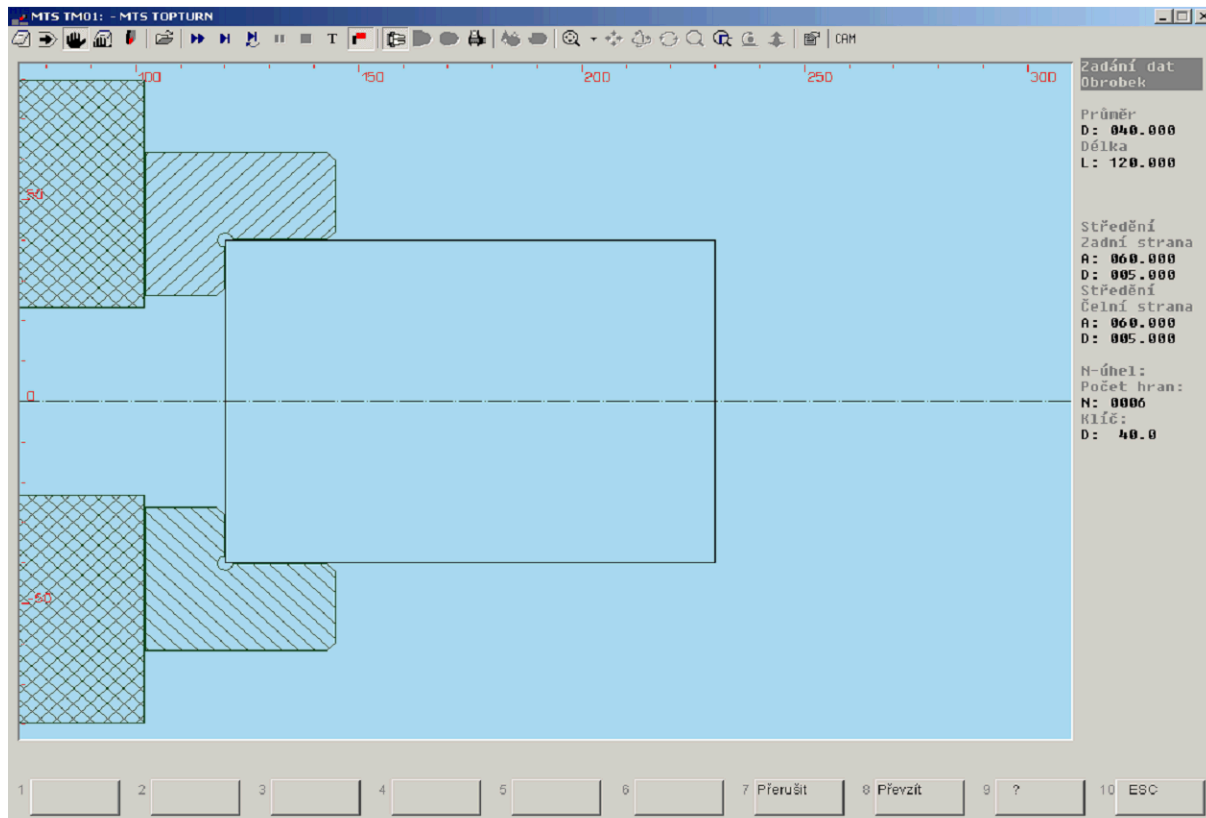 MTS TM01: - MTS TOPTURN
T
CAM
100
150
200
250
300
50
0
-50
Zadání dat
Obrobek
Průměr
D: 040.000
Délka
L: 120.000
Středění
Zadní strana
A: 060.000
D: 005.000
Středění
Čelní strana
A: 060.000
D: 005.000
N-úhel:
Počet hran:
N: 0006
Klíč:
D: 40.0
1
2
3
4
5
6
7 Přerušit
8 Převzít
9 ?
10 ESC